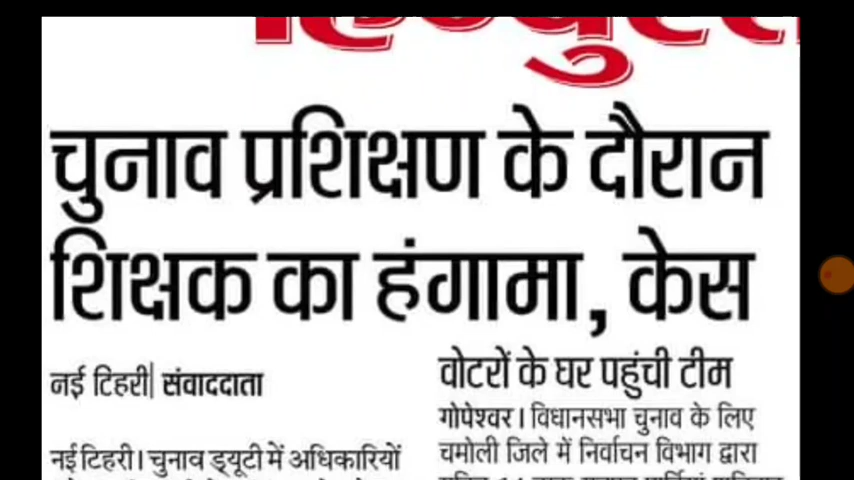 चुनाव प्रशिक्षण के दौरान
शिक्षक का हंगामा, केस
नई टिहरी| संवाददाता
नई टिहरी। चुनाव ड्यूटी में अधिकारियों
वोटरों के घर पहुंची टीम
गोपेश्वर। विधानसभा चुनाव के लिए
चमोली जिले में निर्वाचन विभाग द्वारा